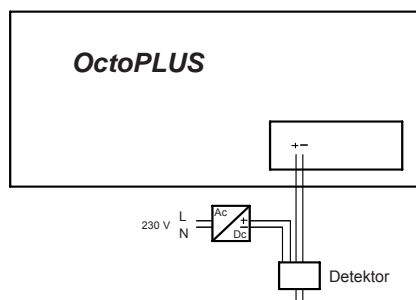 OctoPLUS
+ −
230 V L
N
Ac
+
−
Dc
Detektor